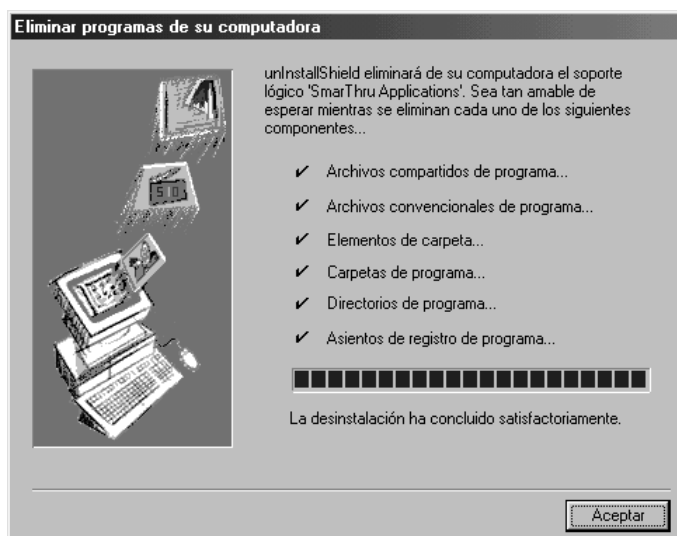 Eliminar programas de su computadora
unInstallShield eliminará de su computadora el soporte
lógico 'SmarThru Applications'. Sea tan amable de
esperar mientras se eliminan cada uno de los siguientes
componentes...
✔ Archivos compartidos de programa...
✔ Archivos convencionales de programa...
✔ Elementos de carpeta...
✔ Carpetas de programa...
✔ Directorios de programa...
✔ Asientos de registro de programa...
La desinstalación ha concluido satisfactoriamente.
Aceptar